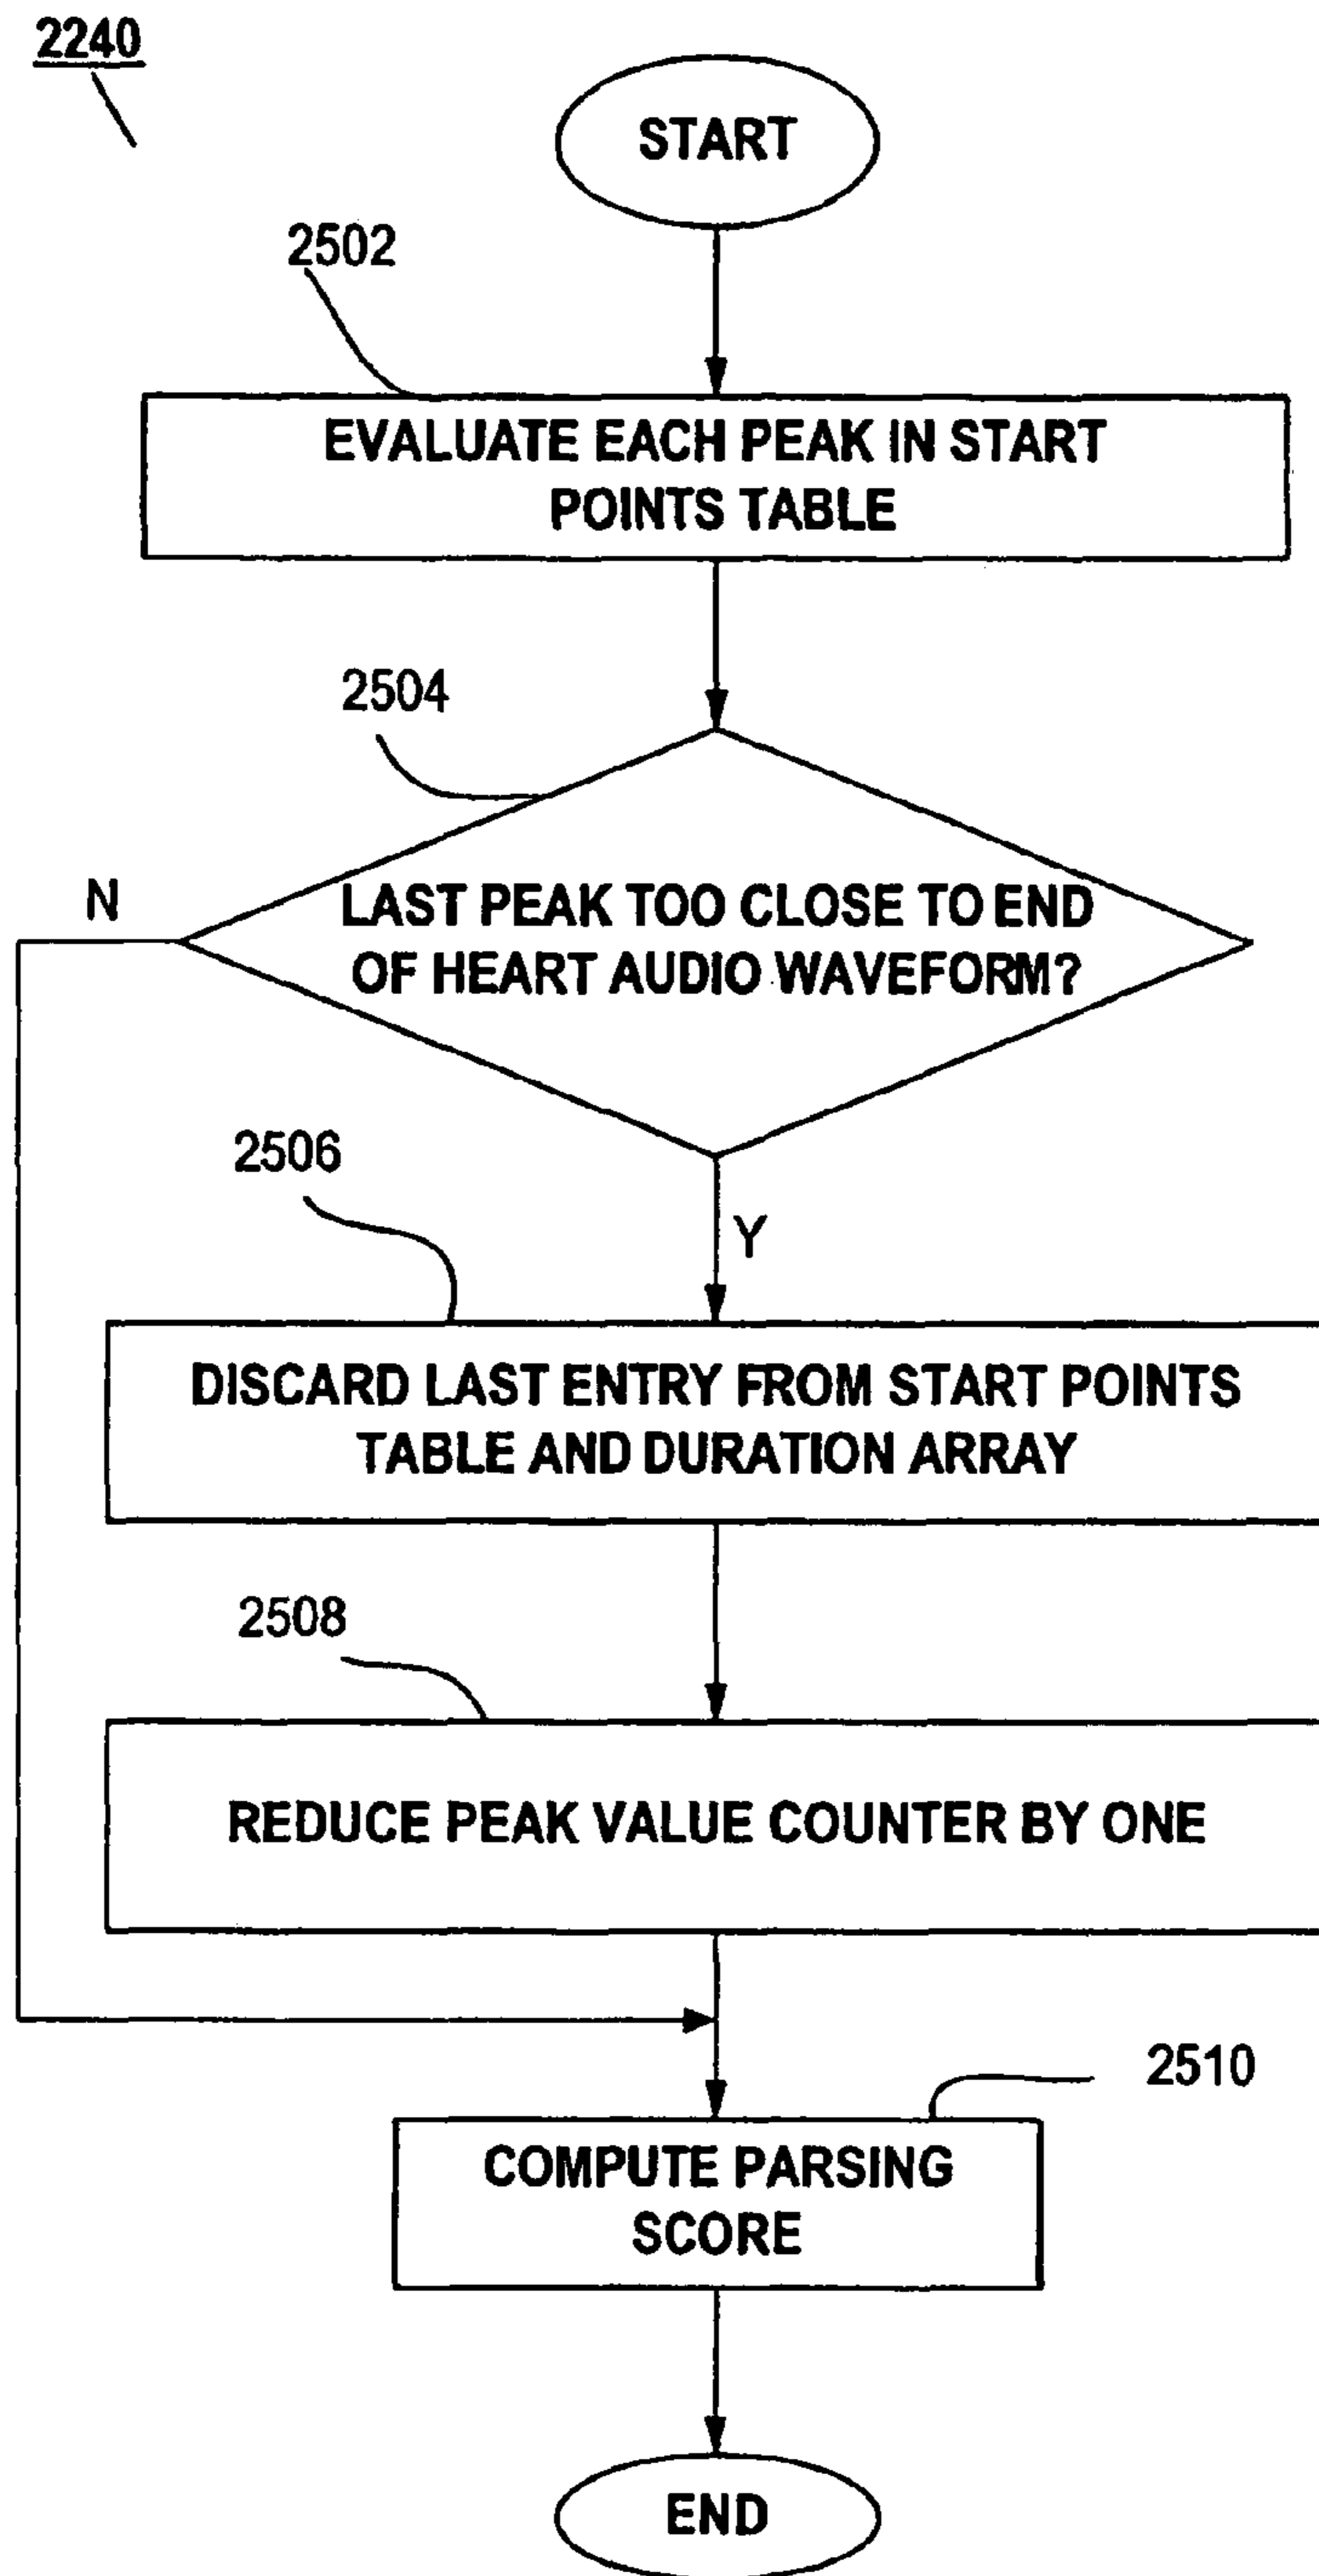 2240
START
2502
EVALUATE EACH PEAK IN START
POINTS TABLE
2504
N
LAST PEAK TOO CLOSE TO END
OF HEART AUDIO WAVEFORM?
2506
Y
DISCARD LAST ENTRY FROM START POINTS
TABLE AND DURATION ARRAY
2508
REDUCE PEAK VALUE COUNTER BY ONE
2510
COMPUTE PARSING
SCORE
END